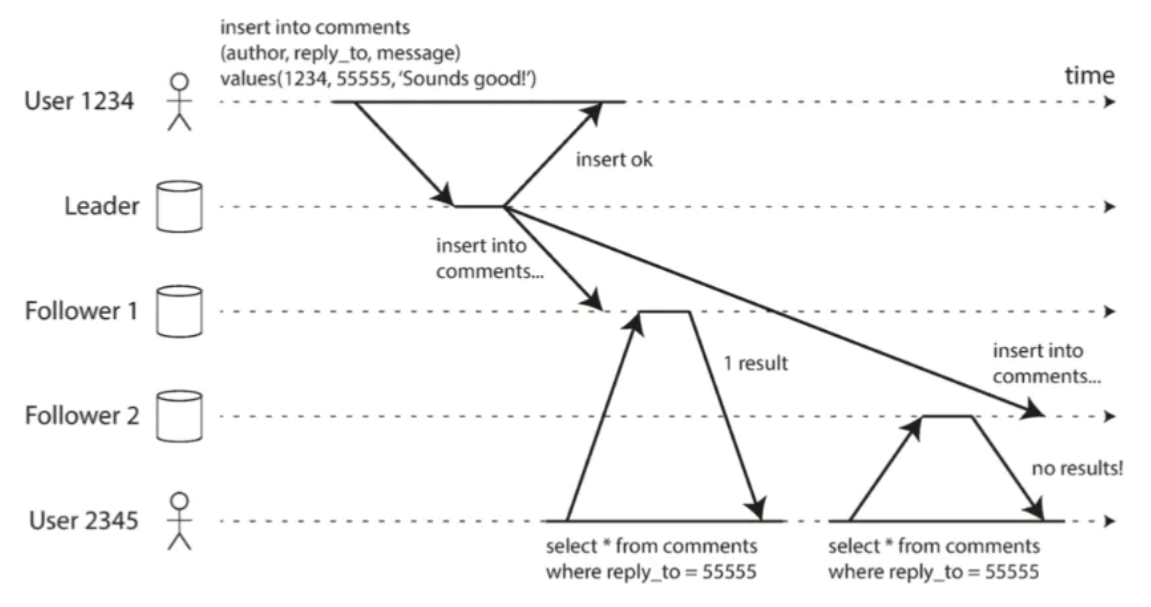 insert into comments
(author, reply_to, message)
values(1234, 55555, ‘Sounds good!’)
time
User 1234
insert ok
Leader
insert into
comments...
Follower 1
1 result
insert into
comments...
Follower 2
no results!
User 2345
select * from comments
where reply_to = 55555
select * from comments
where reply_to = 55555